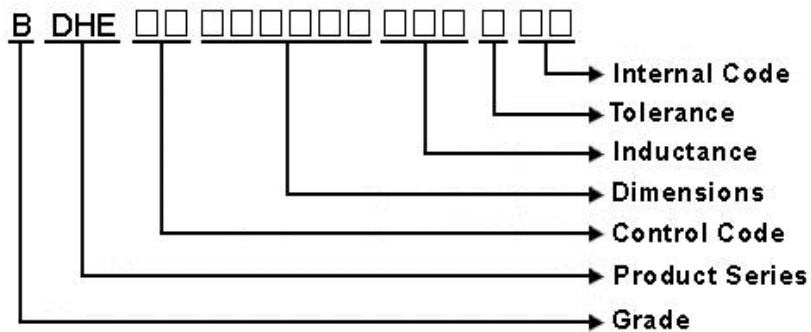 B DHE □□ □□□□□□ □□□ □ □□
Internal Code
Tolerance
Inductance
Dimensions
Control Code
Product Series
Grade